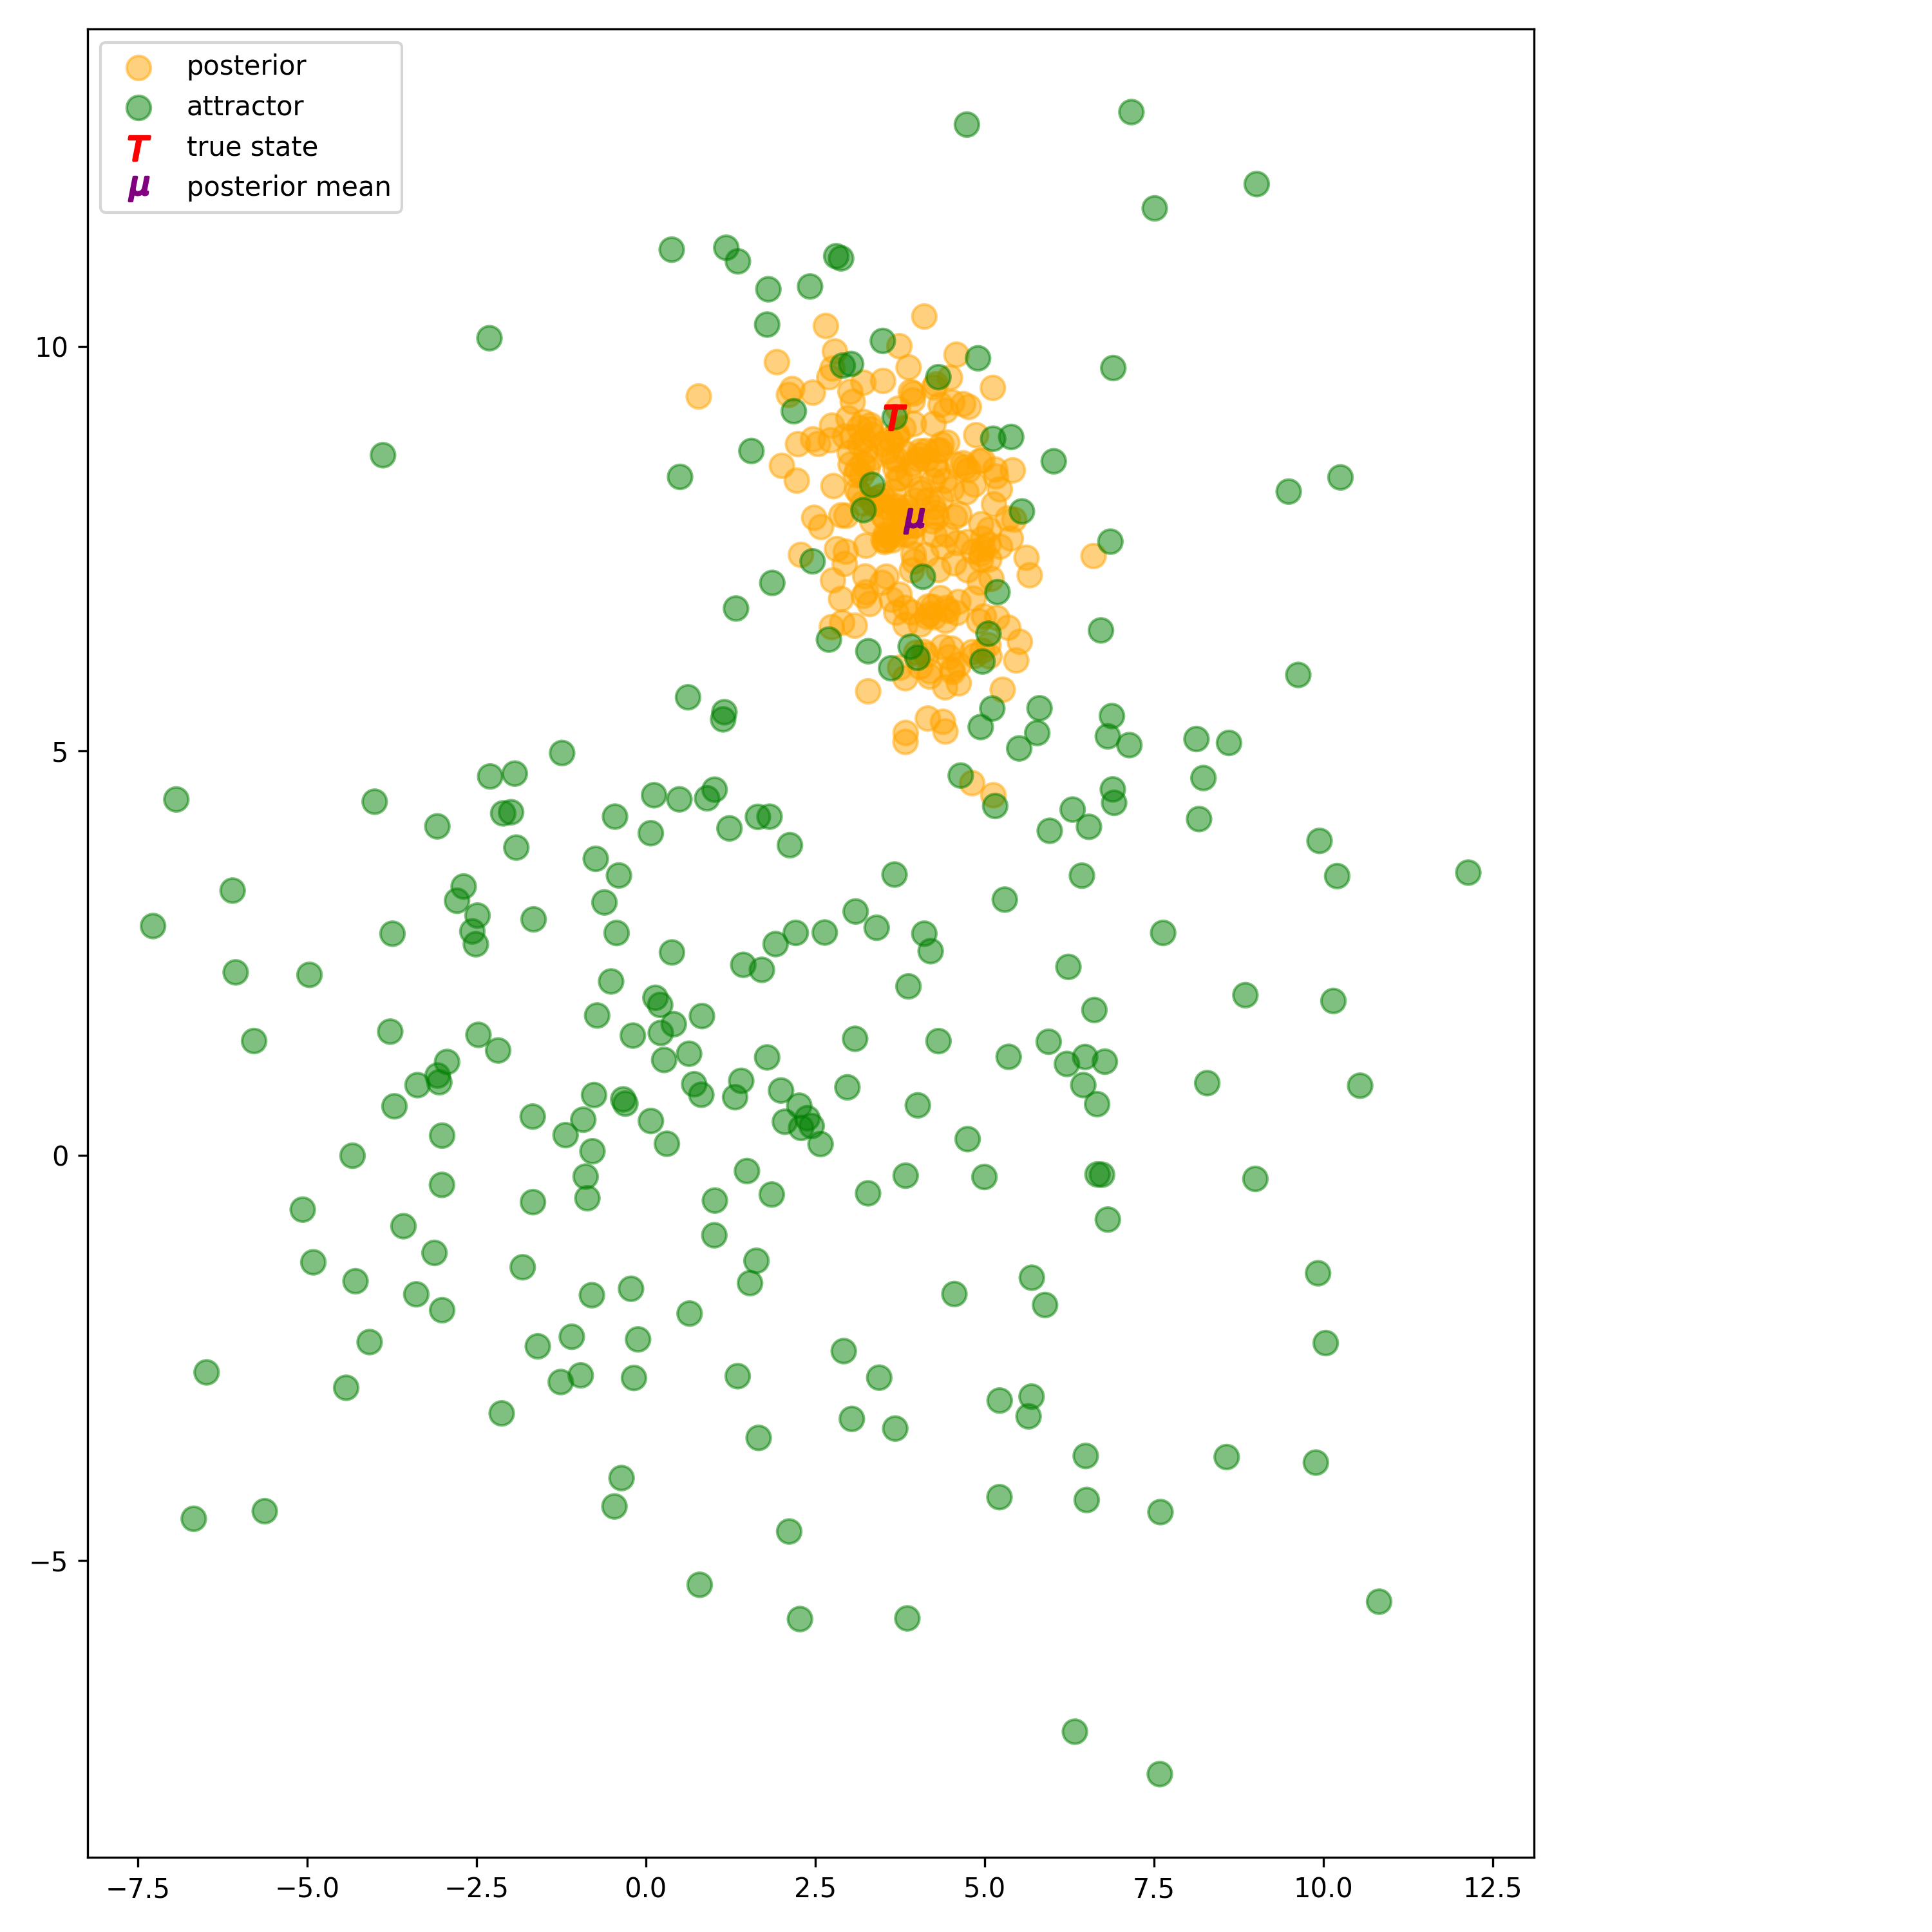 posterior
attractor
T true state
μ posterior mean
10
T
μ
5
0
−5
−7.5 −5.0 −2.5 0.0 2.5 5.0 7.5 10.0 12.5